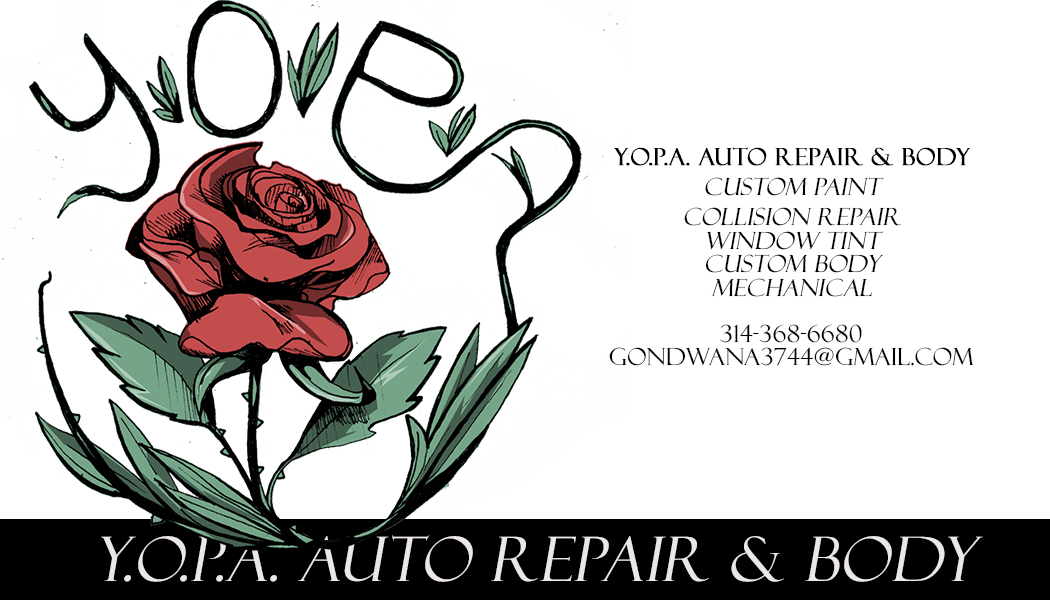 y.o.p.a
Y.O.P.A. AUTO REPAIR & BODY
CUSTOM PAINT
COLLISION REPAIR
WINDOW TINT
CUSTOM BODY
MECHANICAL
314-368-6680
GONDWANA3744@GMAIL.COM
Y.O.P.A. AUTO REPAIR & BODY